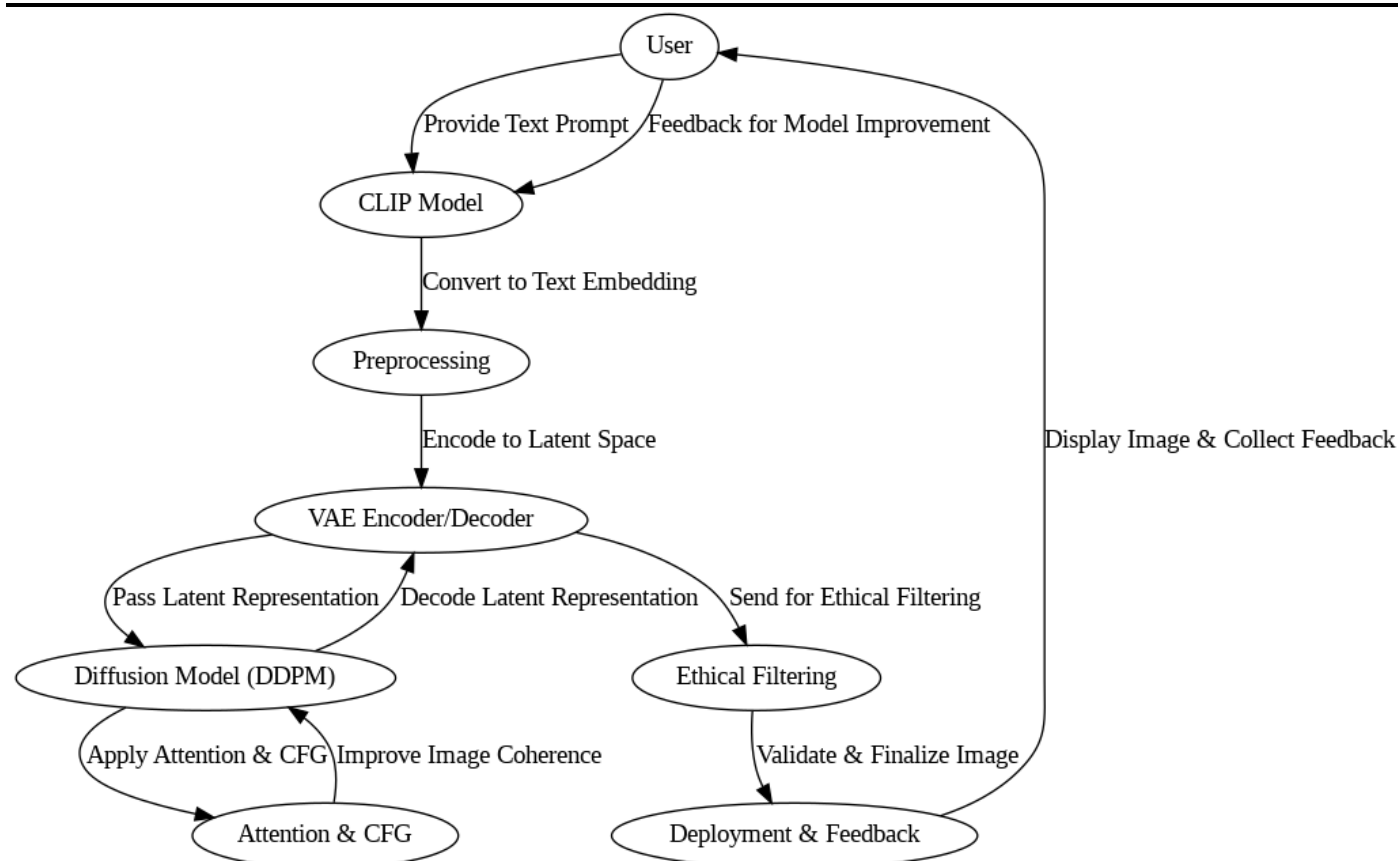 User
Provide Text Prompt
Feedback for Model Improvement
CLIP Model
Convert to Text Embedding
Preprocessing
Encode to Latent Space
Display Image & Collect Feedback
VAE Encoder/Decoder
Pass Latent Representation
Decode Latent Representation
Send for Ethical Filtering
Diffusion Model (DDPM)
Ethical Filtering
Apply Attention & CFG
Improve Image Coherence
Validate & Finalize Image
Attention & CFG
Deployment & Feedback